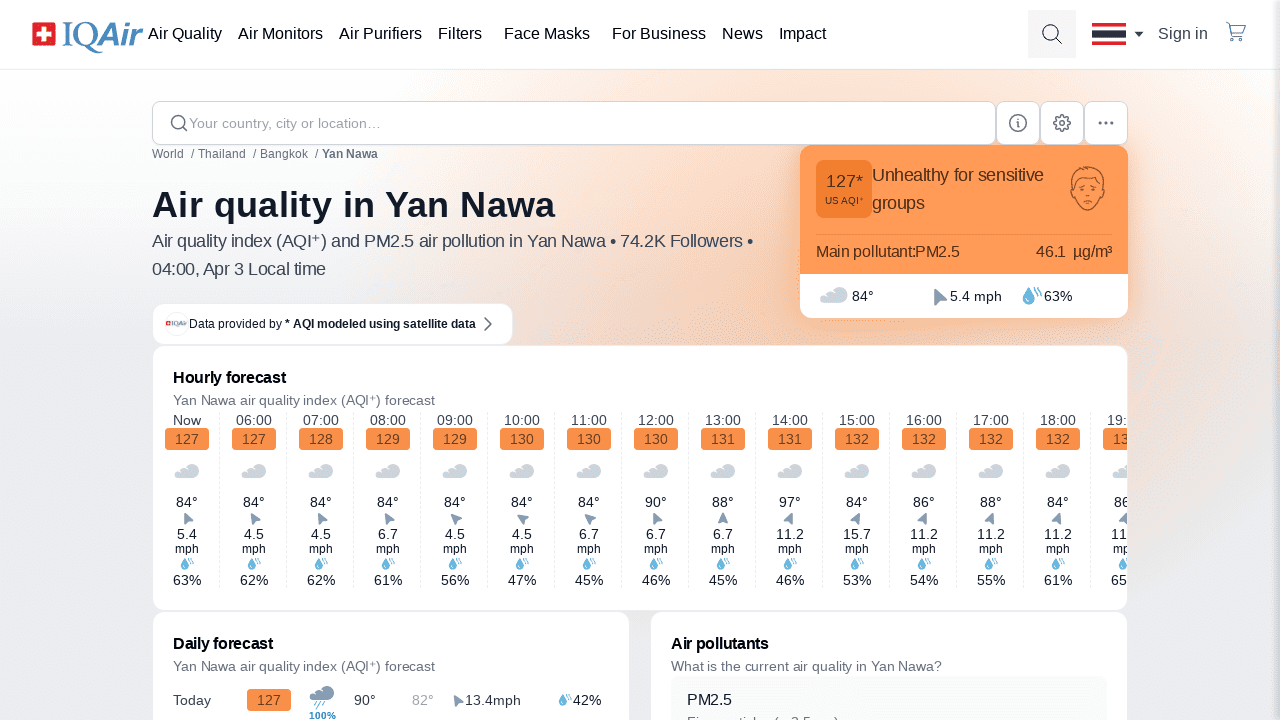 IQAir Air Quality Air Monitors Air Purifiers Filters Face Masks For Business News Impact Sign in
Your country, city or location…
World / Thailand / Bangkok / Yan Nawa
Air quality in Yan Nawa
Air quality index (AQI⁺) and PM2.5 air pollution in Yan Nawa • 74.2K Followers •
04:00, Apr 3 Local time
127*
US AQI⁺
Unhealthy for sensitive
groups
Main pollutant:PM2.5 46.1 µg/m³
84° 5.4 mph 63%
IQAir Data provided by * AQI modeled using satellite data
Hourly forecast
Yan Nawa air quality index (AQI⁺) forecast
Now 06:00 07:00 08:00 09:00 10:00 11:00 12:00 13:00 14:00 15:00 16:00 17:00 18:00
127 127 128 129 129 130 130 130 131 131 132 132 132 132
84° 84° 84° 84° 84° 84° 84° 90° 88° 97° 84° 86° 88° 84°
5.4 4.5 4.5 6.7 4.5 4.5 6.7 6.7 6.7 11.2 15.7 11.2 11.2 11.2
mph mph mph mph mph mph mph mph mph mph mph mph mph mph
63% 62% 62% 61% 56% 47% 45% 46% 45% 46% 53% 54% 55% 61%
Daily forecast
Yan Nawa air quality index (AQI⁺) forecast
Today 127 90° 82° 13.4mph 42%
100%
Air pollutants
What is the current air quality in Yan Nawa?
PM2.5